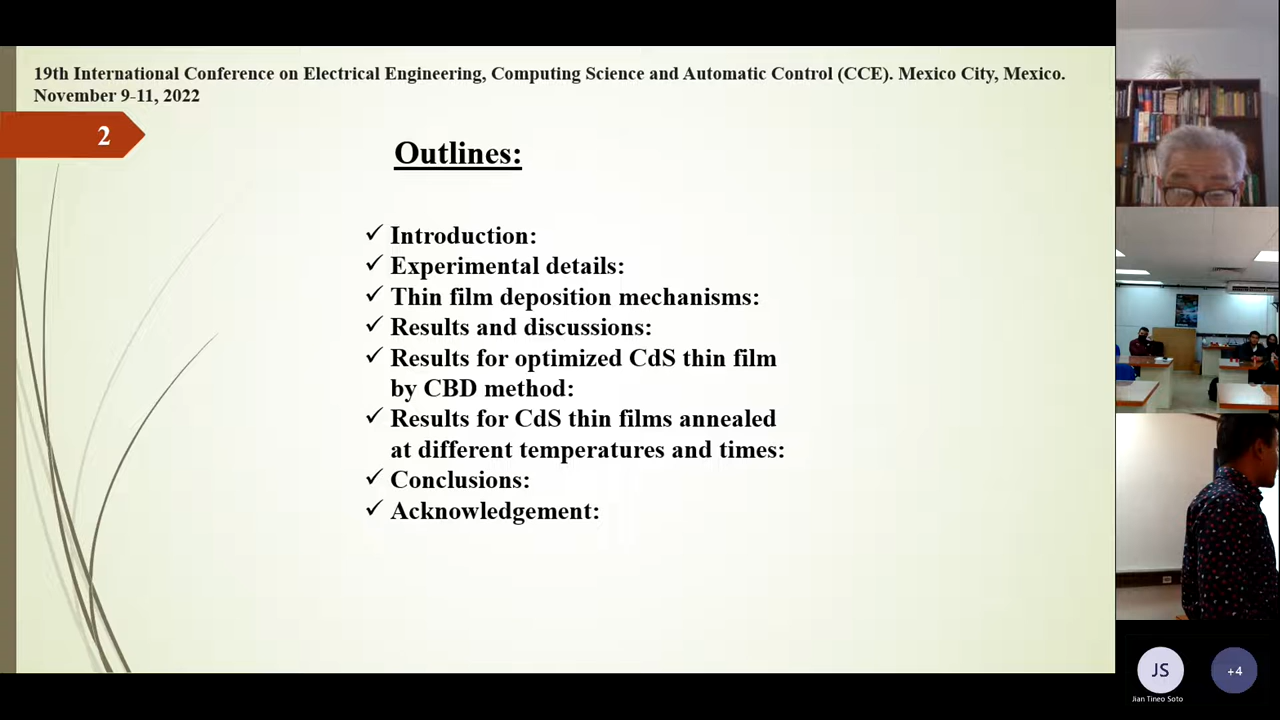 19th International Conference on Electrical Engineering, Computing Science and Automatic Control (CCE). Mexico City, Mexico.
November 9-11, 2022
2
Outlines:
✓ Introduction:
✓ Experimental details:
✓ Thin film deposition mechanisms:
✓ Results and discussions:
✓ Results for optimized CdS thin film
by CBD method:
✓ Results for CdS thin films annealed
at different temperatures and times:
✓ Conclusions:
✓ Acknowledgement:
JS
+4
Jian Tineo Soto